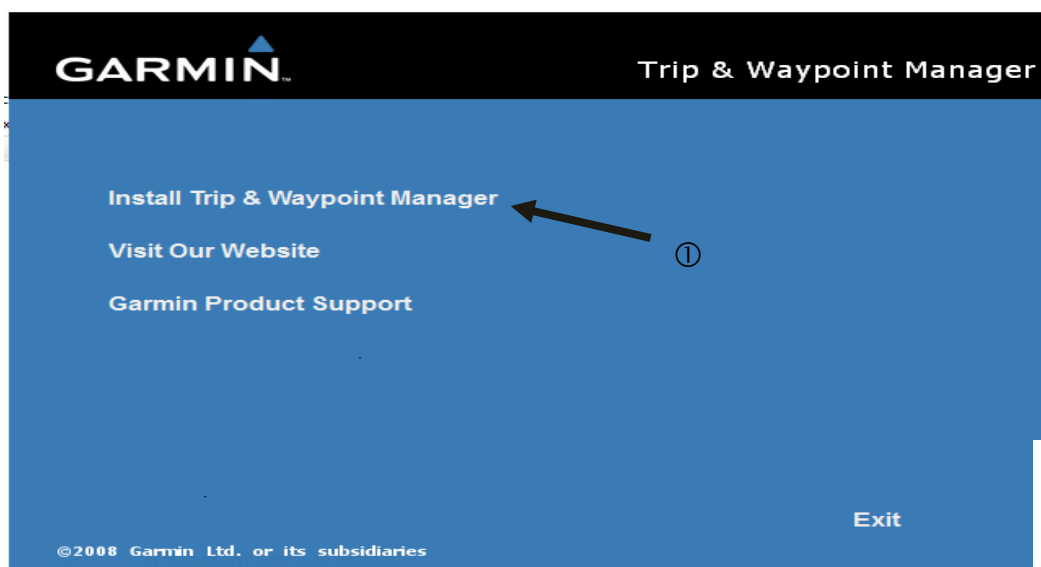 GARMIN™
Trip & Waypoint Manager
Install Trip & Waypoint Manager
①
Visit Our Website
Garmin Product Support
Exit
©2008 Garmin Ltd. or its subsidiaries